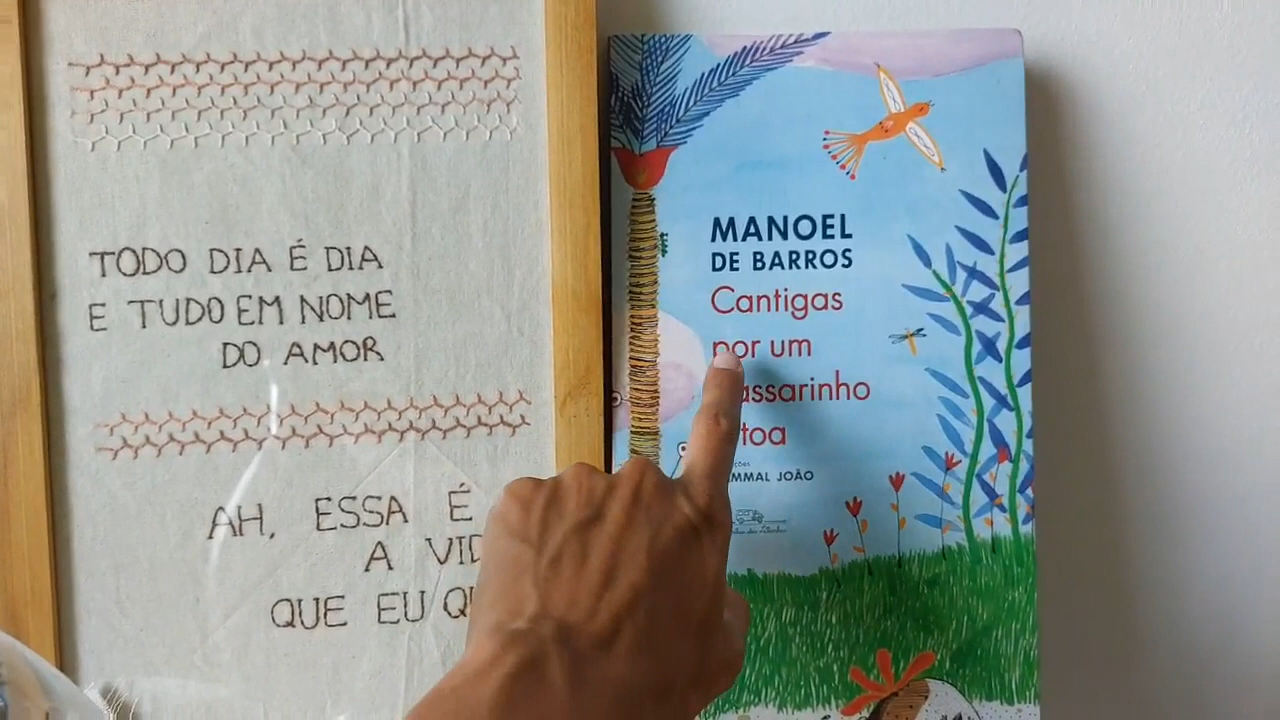 TODO DIA É DIA
E TUDO EM NOME
DO AMOR
AH, ESSA É
A VID
QUE EU QU
MANOEL
DE BARROS
Cantigas
por um
assarinho
toa
MMAL JOÃO